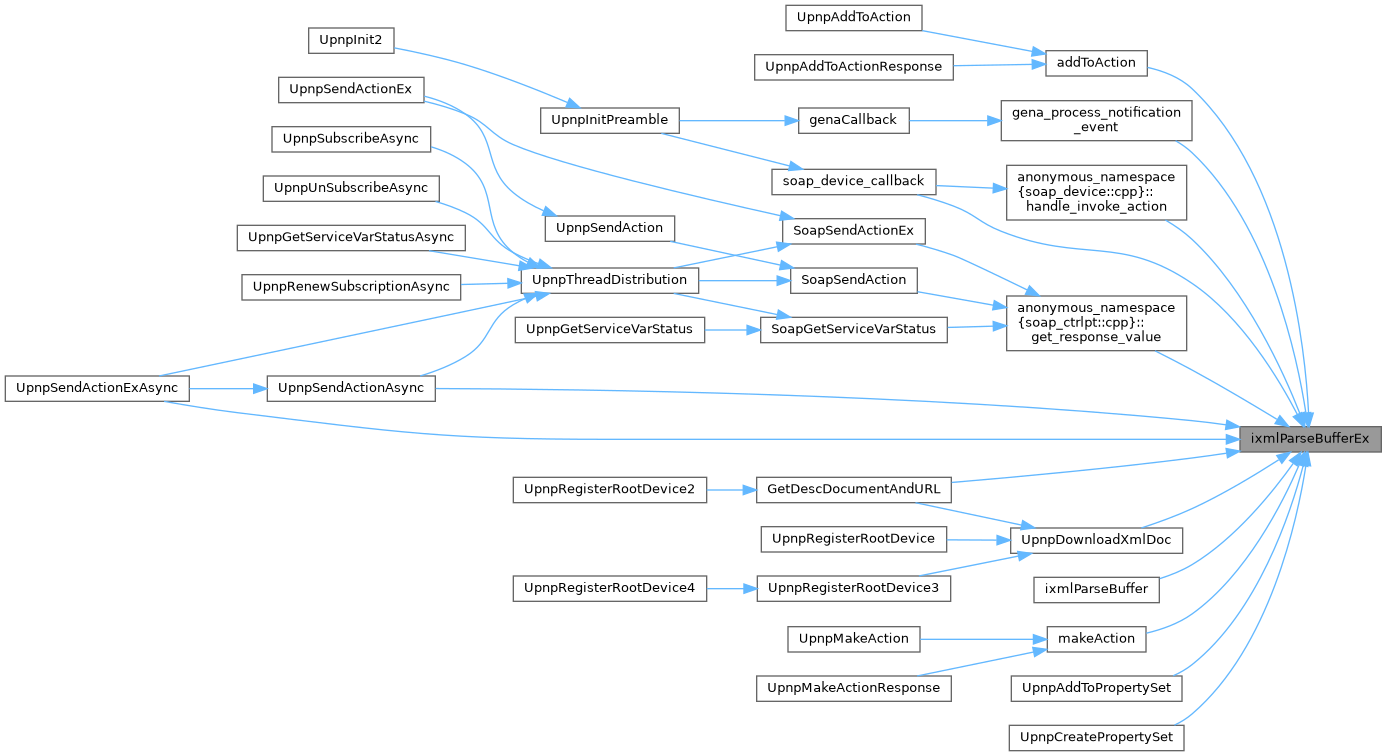 UpnpAddToAction
UpnpInit2
UpnpAddToActionResponse
addToAction
UpnpSendActionEx
UpnpInitPreamble
genaCallback
gena_process_notification
_event
UpnpSubscribeAsync
soap_device_callback
anonymous_namespace
{soap_device::cpp}::
handle_invoke_action
UpnpUnSubscribeAsync
UpnpSendAction
SoapSendActionEx
UpnpGetServiceVarStatusAsync
UpnpThreadDistribution
SoapSendAction
UpnpRenewSubscriptionAsync
anonymous_namespace
{soap_ctrlpt::cpp}::
get_response_value
UpnpGetServiceVarStatus
SoapGetServiceVarStatus
UpnpSendActionExAsync
UpnpSendActionAsync
ixmlParseBufferEx
UpnpRegisterRootDevice2
GetDescDocumentAndURL
UpnpRegisterRootDevice
UpnpDownloadXmlDoc
UpnpRegisterRootDevice4
UpnpRegisterRootDevice3
ixmlParseBuffer
UpnpMakeAction
makeAction
UpnpMakeActionResponse
UpnpAddToPropertySet
UpnpCreatePropertySet